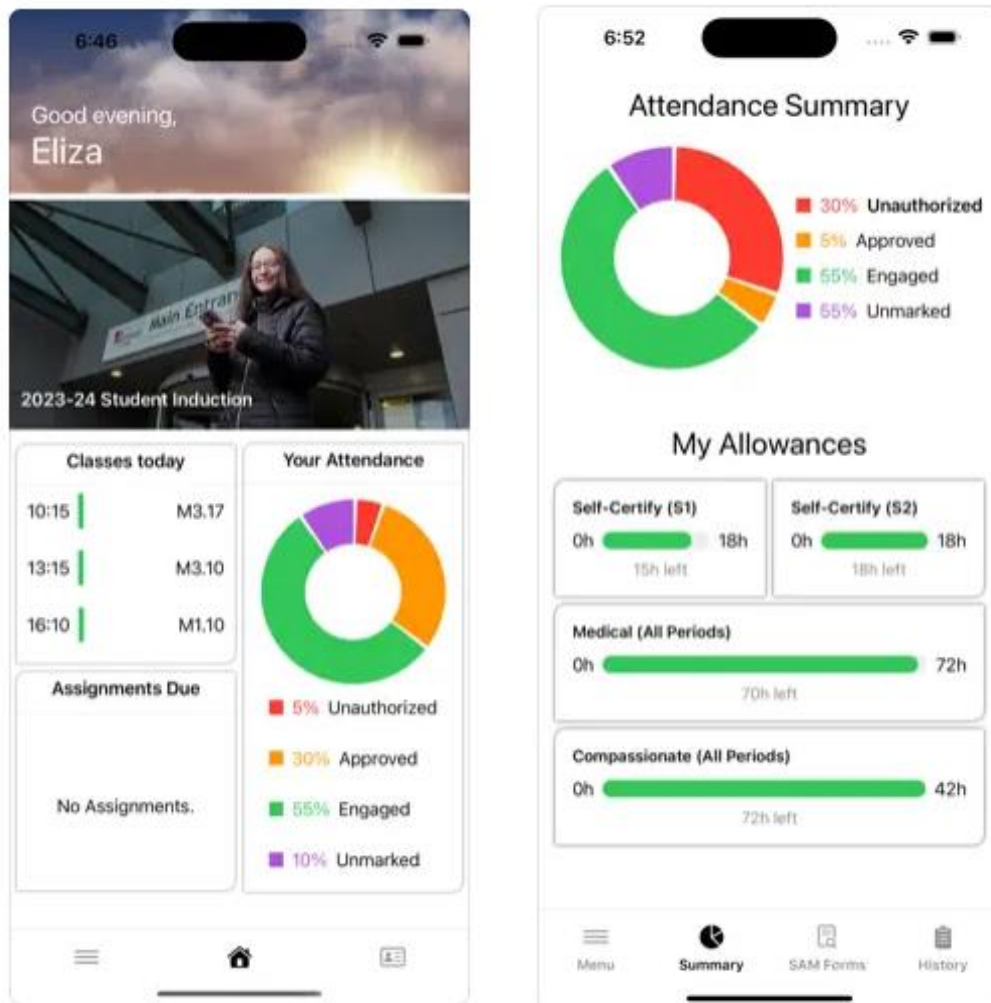 6:46
Good evening,
Eliza
Main Entran
2023-24 Student Induction
Classes today
10:15 M3.17
13:15 M3.10
16:10 M1.10
Assignments Due
No Assignments.
Your Attendance
5% Unauthorized
30% Approved
55% Engaged
10% Unmarked
6:52
Attendance Summary
30% Unauthorized
5% Approved
55% Engaged
55% Unmarked
My Allowances
Self-Certify (S1)
0h 18h
15h left
Self-Certify (S2)
0h 18h
18h left
Medical (All Periods)
0h 72h
70h left
Compassionate (All Periods)
0h 42h
72h left
Menu Summary SAM Forms History